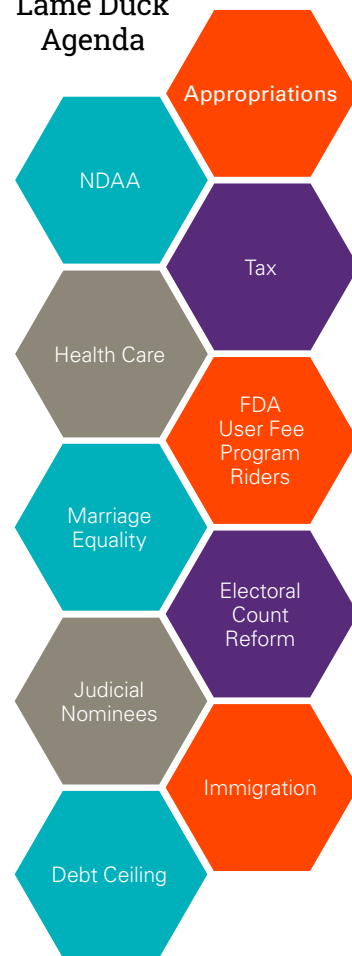 Lame Duck
Agenda
Appropriations
NDAA
Tax
Health Care
FDA
User Fee
Program
Riders
Marriage
Equality
Electoral
Count
Reform
Judicial
Nominees
Immigration
Debt Ceiling